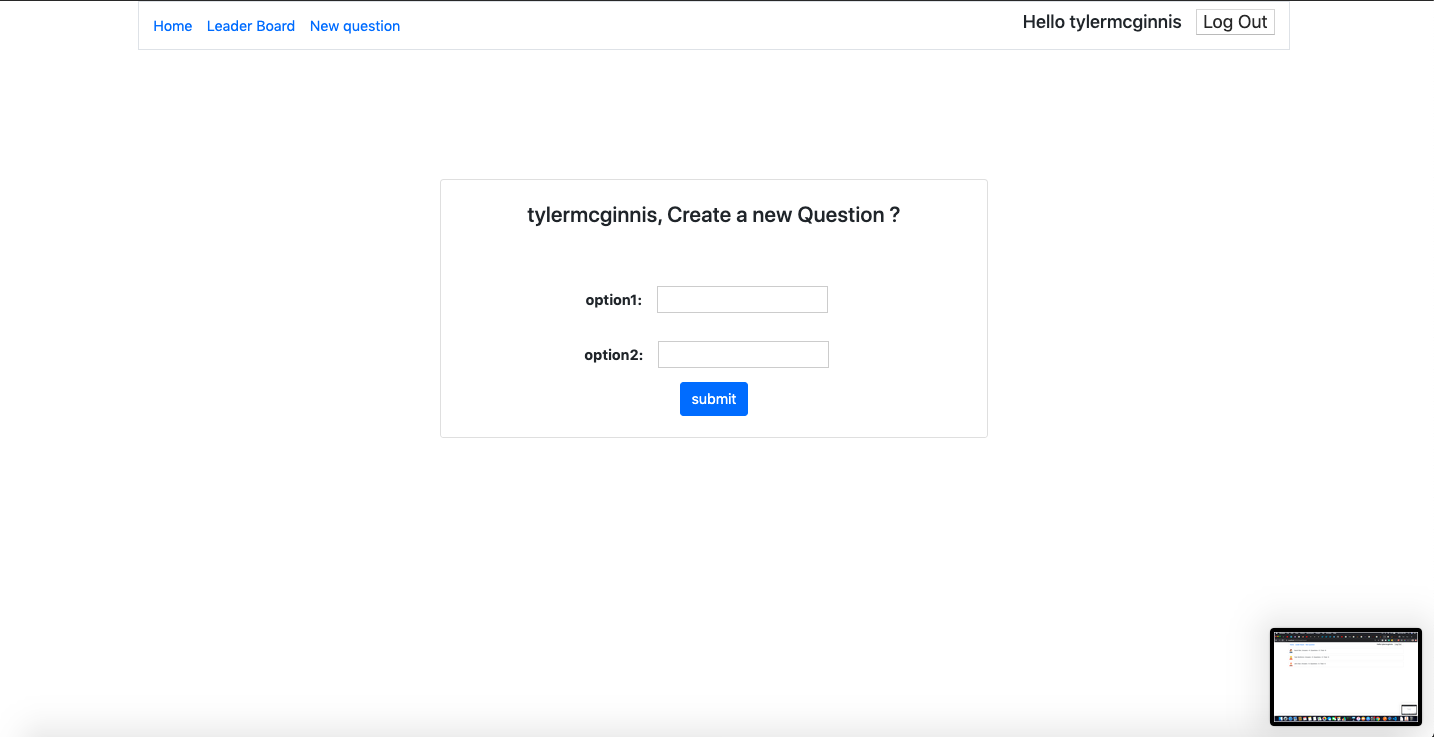 Home Leader Board New question Hello tylermcginnis Log Out
tylermcginnis, Create a new Question ?
option1:
option2:
submit